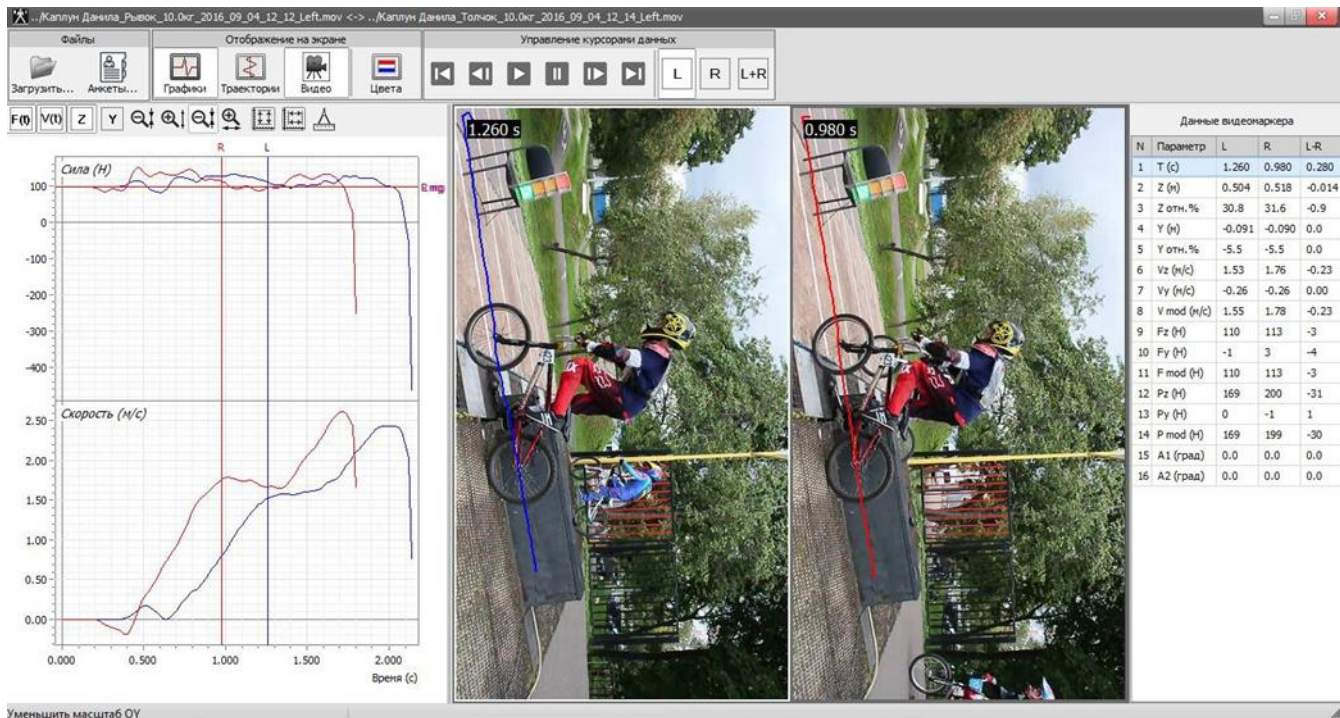 ../Каплун Данила_Рывок_10.0кг_2016_09_04_12_12_Left.mov <-> ../Каплун Данила_Толчок_10.0кг_2016_09_04_12_14_Left.mov
Файлы
Отображение на экране
Управление курсорами данных
Загрузить...
Анкеты...
Графики
Траектории
Видео
Цвета
L
R
L+R
F(t)
V(t)
Z
Y
R
L
Сила (Н)
100
0
-100
-200
-300
-400
Скорость (м/с)
2.50
2.00
1.50
1.00
0.50
0.00
0.000 0.500 1.000 1.500 2.000
Время (с)
1.260 s
0.980 s
Данные видеомаркера
N Параметр L R L-R
1 T (с) 1.260 0.980 0.280
2 Z (м) 0.504 0.518 -0.014
3 Z отн.% 30.8 31.6 -0.9
4 Y (м) -0.091 -0.090 0.0
5 Y отн.% -5.5 -5.5 0.0
6 Vz (м/с) 1.53 1.76 -0.23
7 Vy (м/с) -0.26 -0.26 0.00
8 V mod (м/с) 1.55 1.78 -0.23
9 Fz (Н) 110 113 -3
10 Fy (Н) -1 3 -4
11 F mod (Н) 110 113 -3
12 Pz (Н) 169 200 -31
13 Py (Н) 0 -1 1
14 P mod (Н) 169 199 -30
15 A1 (град) 0.0 0.0 0.0
16 A2 (град) 0.0 0.0 0.0
Уменьшить масштаб OY